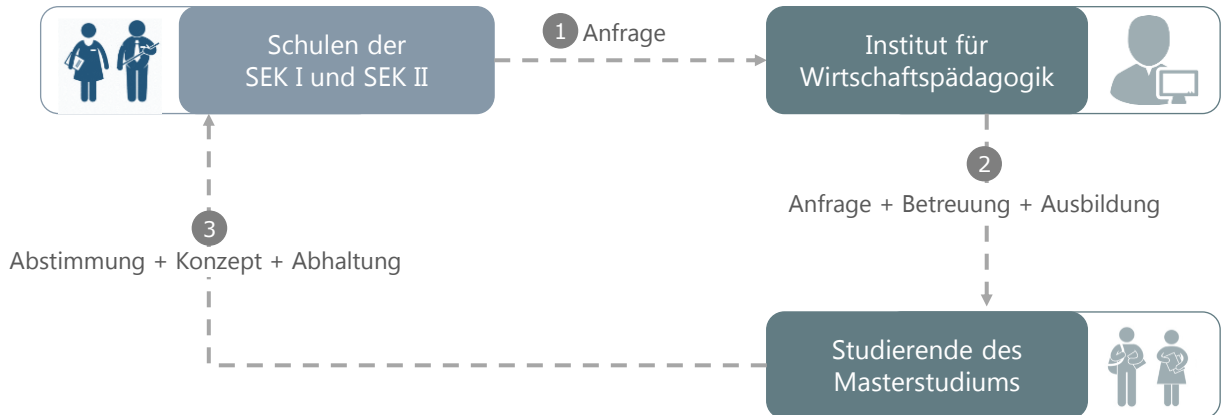 Schulen der
SEK I und SEK II
1 Anfrage
Institut für
Wirtschaftspädagogik
2
Anfrage + Betreuung + Ausbildung
3
Abstimmung + Konzept + Abhaltung
Studierende des
Masterstudiums